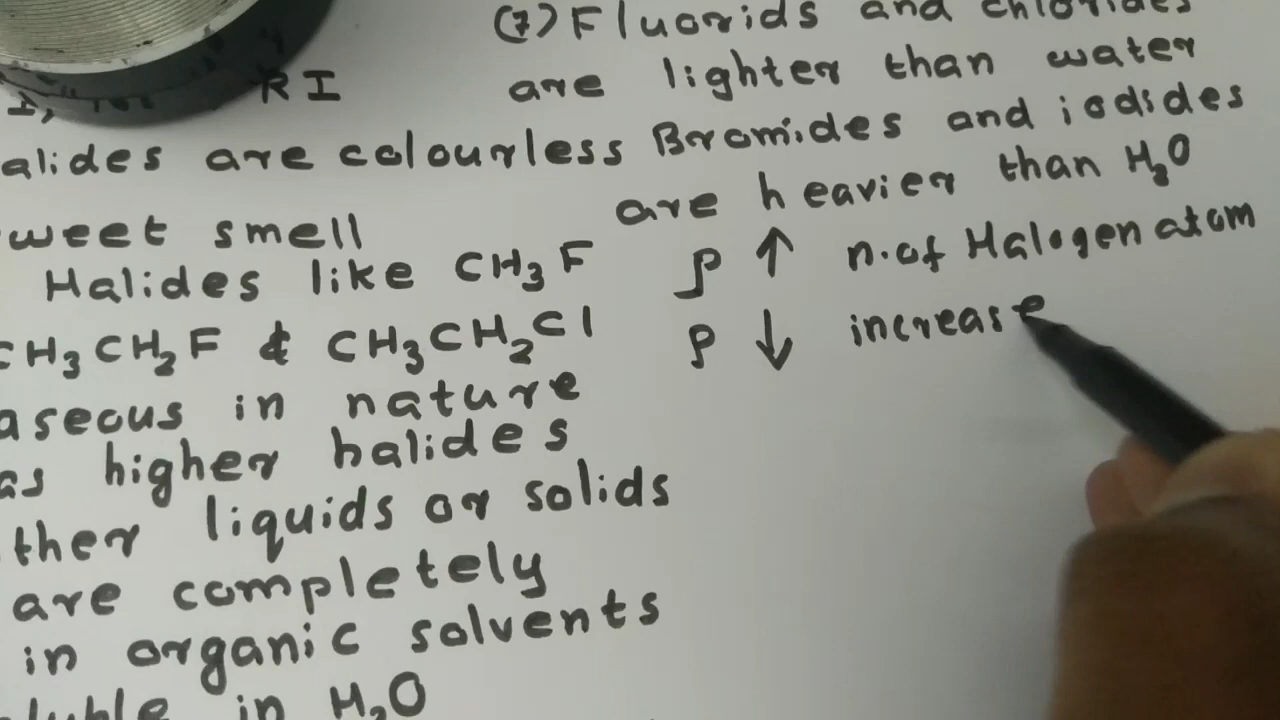 (7) Fluorids and chlorides
RI are lighter than water
alides are colourless Bromides and iodides
are heavier than H2O
weet smell
Halides like CH3F
ρ ↑ n.of Halogen atom
CH3CH2F & CH3CH2Cl
ρ ↓ increase
aseous in nature
as higher halides
ther liquids or solids
are completely
in organic solvents
in H2O